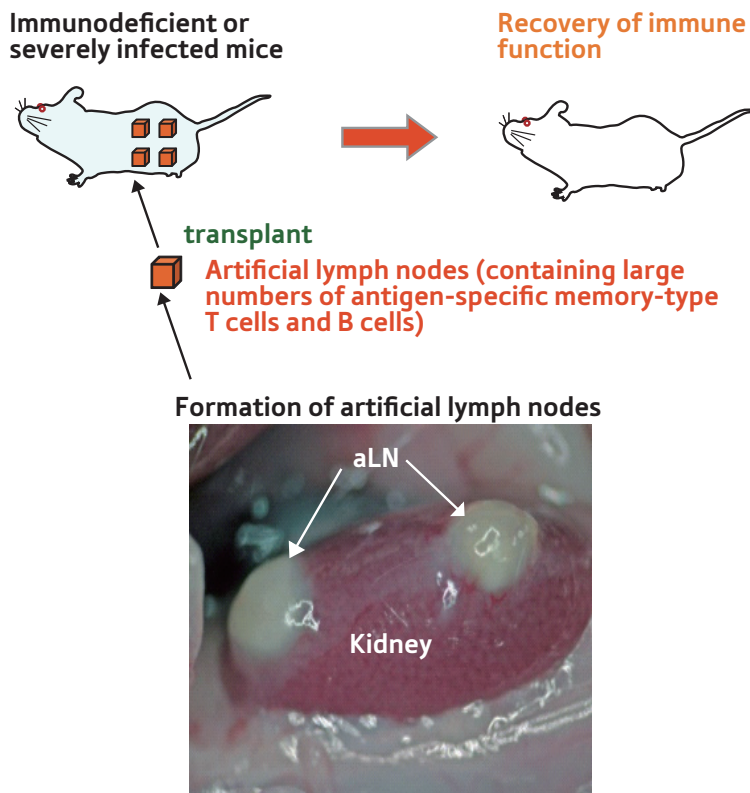 Immunodeficient or
severely infected mice
Recovery of immune
function
transplant
Artificial lymph nodes (containing large
numbers of antigen-specific memory-type
T cells and B cells)
Formation of artificial lymph nodes
aLN
Kidney